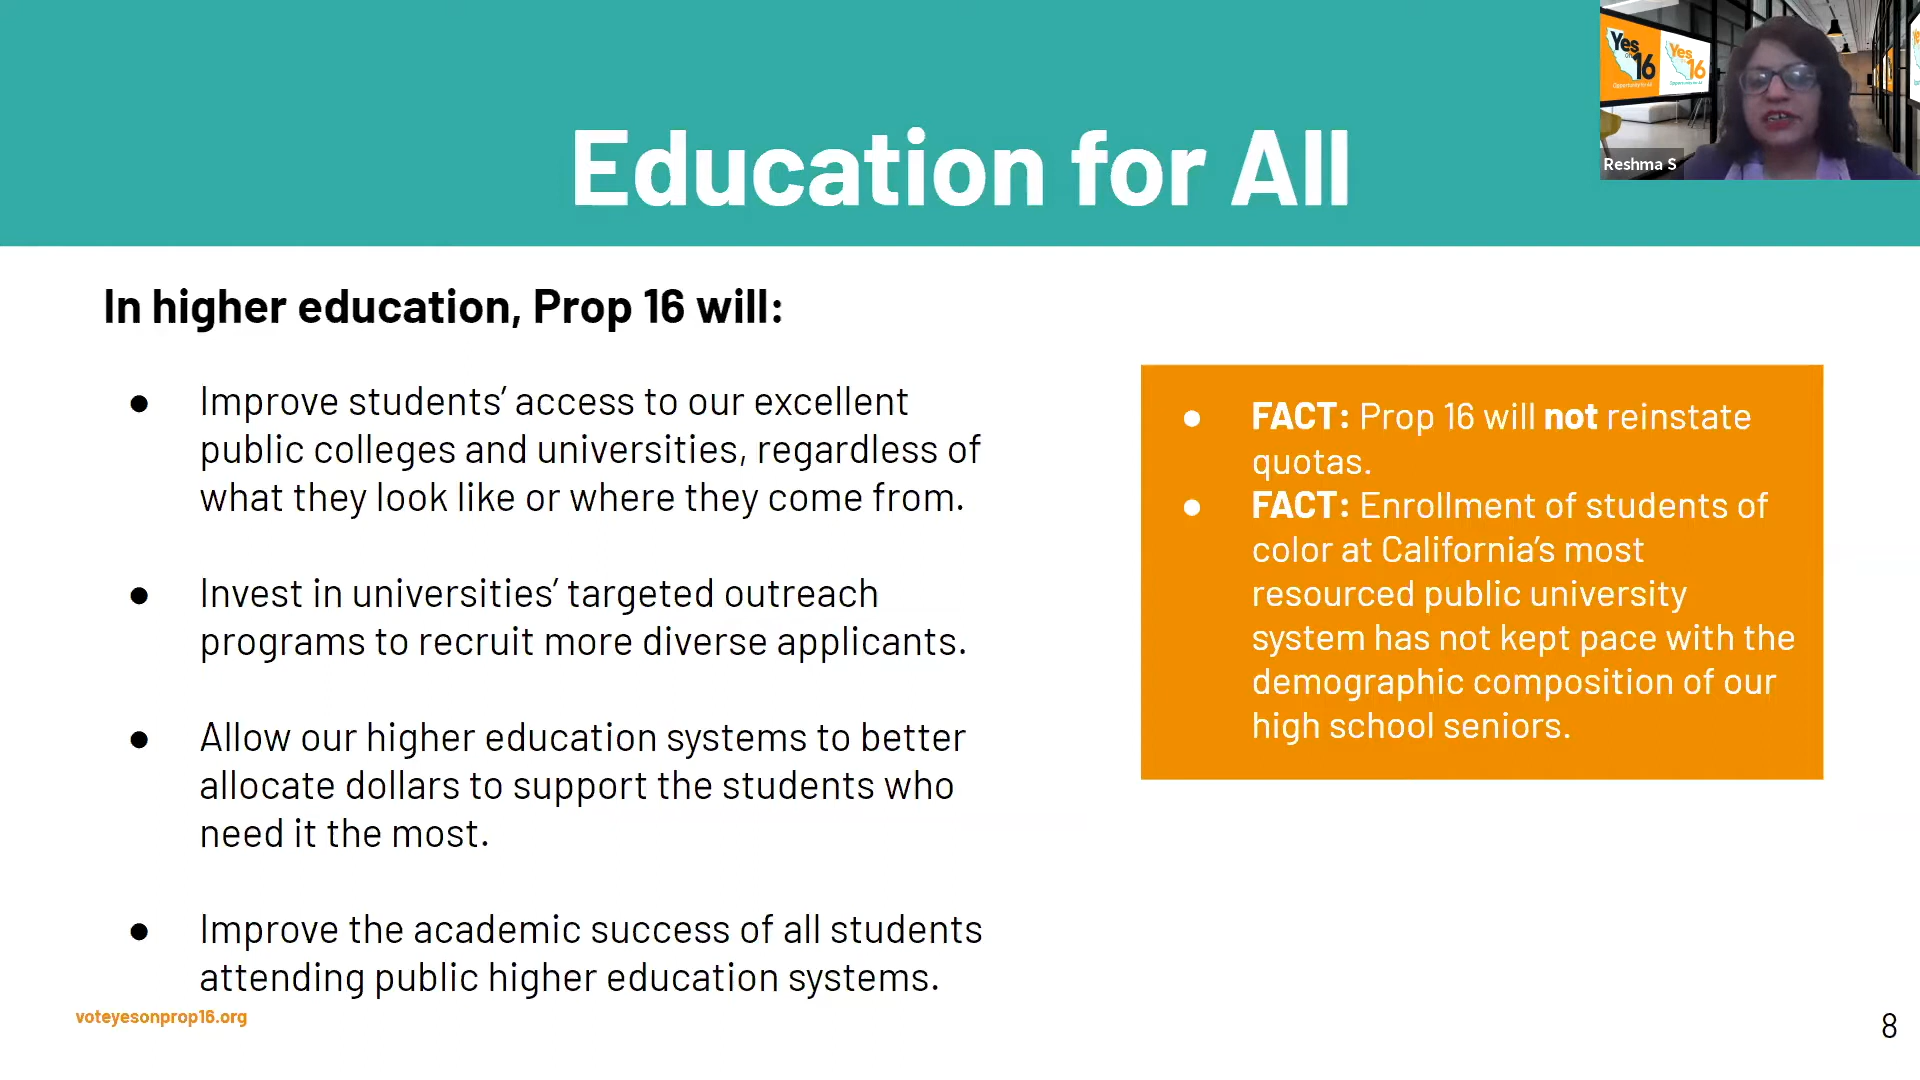 Education for All
Yes
on
16
Yes
16
Reshma S
In higher education, Prop 16 will:
● Improve students’ access to our excellent
public colleges and universities, regardless of
what they look like or where they come from.
● Invest in universities’ targeted outreach
programs to recruit more diverse applicants.
● Allow our higher education systems to better
allocate dollars to support the students who
need it the most.
● Improve the academic success of all students
attending public higher education systems.
● FACT: Prop 16 will not reinstate
quotas.
● FACT: Enrollment of students of
color at California’s most
resourced public university
system has not kept pace with the
demographic composition of our
high school seniors.
voteyesonprop16.org
8